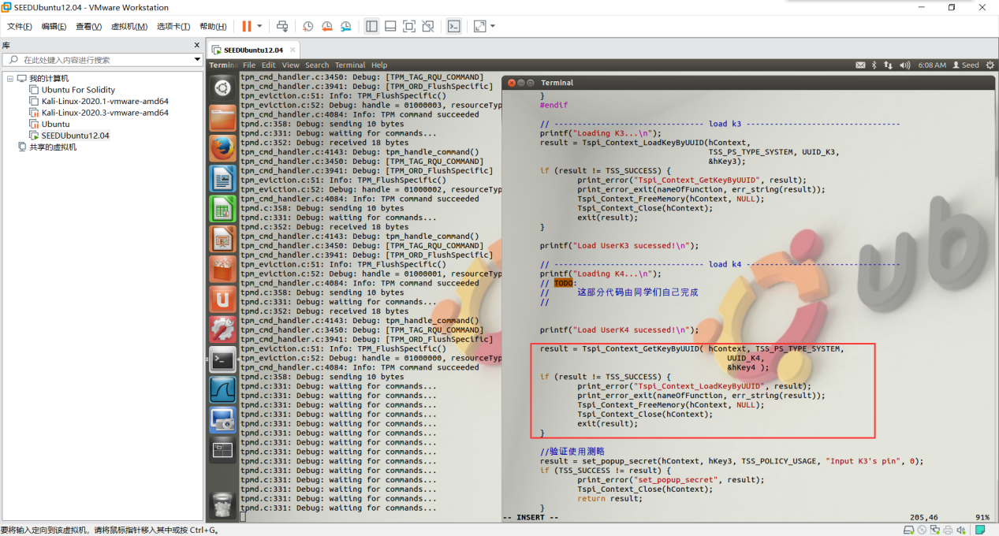 SEEDUbuntu12.04 - VMware Workstation
文件(F) 编辑(E) 查看(V) 虚拟机(M) 选项卡(T) 帮助(H)
库
在此处键入内容进行搜索
我的计算机
Ubuntu For Solidity
Kali-Linux-2020.1-vmware-amd64
Kali-Linux-2020.3-vmware-amd64
Ubuntu
SEEDUbuntu12.04
共享的虚拟机
SEEDUbuntu12.04
Termin File Edit View Search Terminal Help
6:08 AM Seed
tpm_cmd_handler.c:3450: Debug: [TPM_TAG_RQU_COMMAND]
tpm_cmd_handler.c:3941: Debug: [TPM_ORD_FlushSpecific]
tpm_eviction.c:51: Info: TPM_FlushSpecific()
tpm_eviction.c:52: Debug: handle = 01000003, resourceTyp
tpm_cmd_handler.c:4084: Info: TPM command succeeded
tpmd.c:358: Debug: sending 10 bytes
tpmd.c:331: Debug: waiting for commands...
tpmd.c:352: Debug: received 18 bytes
tpm_cmd_handler.c:4143: Debug: tpm_handle_command()
tpm_cmd_handler.c:3450: Debug: [TPM_TAG_RQU_COMMAND]
tpm_cmd_handler.c:3941: Debug: [TPM_ORD_FlushSpecific]
tpm_eviction.c:51: Info: TPM_FlushSpecific()
tpm_eviction.c:52: Debug: handle = 01000002, resourceTyp
tpm_cmd_handler.c:4084: Info: TPM command succeeded
tpmd.c:358: Debug: sending 10 bytes
tpmd.c:331: Debug: waiting for commands...
tpmd.c:352: Debug: received 18 bytes
tpm_cmd_handler.c:4143: Debug: tpm_handle_command()
tpm_cmd_handler.c:3450: Debug: [TPM_TAG_RQU_COMMAND]
tpm_cmd_handler.c:3941: Debug: [TPM_ORD_FlushSpecific]
tpm_eviction.c:51: Info: TPM_FlushSpecific()
tpm_eviction.c:52: Debug: handle = 01000001, resourceTyp
tpm_cmd_handler.c:4084: Info: TPM command succeeded
tpmd.c:358: Debug: sending 10 bytes
tpmd.c:331: Debug: waiting for commands...
tpmd.c:352: Debug: received 18 bytes
tpm_cmd_handler.c:4143: Debug: tpm_handle_command()
tpm_cmd_handler.c:3450: Debug: [TPM_TAG_RQU_COMMAND]
tpm_cmd_handler.c:3941: Debug: [TPM_ORD_FlushSpecific]
tpm_eviction.c:51: Info: TPM_FlushSpecific()
tpm_eviction.c:52: Debug: handle = 01000000, resourceTyp
tpm_cmd_handler.c:4084: Info: TPM command succeeded
tpmd.c:358: Debug: sending 10 bytes
tpmd.c:331: Debug: waiting for commands...
tpmd.c:331: Debug: waiting for commands...
tpmd.c:331: Debug: waiting for commands...
tpmd.c:331: Debug: waiting for commands...
tpmd.c:331: Debug: waiting for commands...
tpmd.c:331: Debug: waiting for commands...
tpmd.c:331: Debug: waiting for commands...
tpmd.c:331: Debug: waiting for commands...
tpmd.c:331: Debug: waiting for commands...
tpmd.c:331: Debug: waiting for commands...
tpmd.c:331: Debug: waiting for commands...
tpmd.c:331: Debug: waiting for commands...
tpmd.c:331: Debug: waiting for commands...
tpmd.c:331: Debug: waiting for commands...
Terminal
}
#endif
// -------------------------------- load k3 ---------------------------------
printf("Loading K3...\n");
result = Tspi_Context_LoadKeyByUUID(hContext,
TSS_PS_TYPE_SYSTEM, UUID_K3,
&hKey3);
if (result != TSS_SUCCESS) {
print_error("Tspi_Context_GetKeyByUUID", result);
print_error_exit(nameOfFunction, err_string(result));
Tspi_Context_FreeMemory(hContext, NULL);
Tspi_Context_Close(hContext);
exit(result);
}
printf("Load UserK3 sucessed!\n");
// -------------------------------- load k4 ---------------------------------
printf("Loading K4...\n");
// TODO:
// 这部分代码由同学们自己完成
//
printf("Load UserK4 sucessed!\n");
result = Tspi_Context_GetKeyByUUID( hContext, TSS_PS_TYPE_SYSTEM,
UUID_K4,
&hKey4 );
if (result != TSS_SUCCESS) {
print_error("Tspi_Context_LoadKeyByUUID", result);
print_error_exit(nameOfFunction, err_string(result));
Tspi_Context_FreeMemory(hContext, NULL);
Tspi_Context_Close(hContext);
exit(result);
}
//验证使用测略
result = set_popup_secret(hContext, hKey3, TSS_POLICY_USAGE, "Input K3's pin", 0);
if (TSS_SUCCESS != result) {
print_error("set_popup_secret", result);
Tspi_Context_Close(hContext);
return result;
}
-- INSERT -- 205,46 91%
ub
要将输入定向到该虚拟机，请将鼠标指针移入其中或按 Ctrl+G。